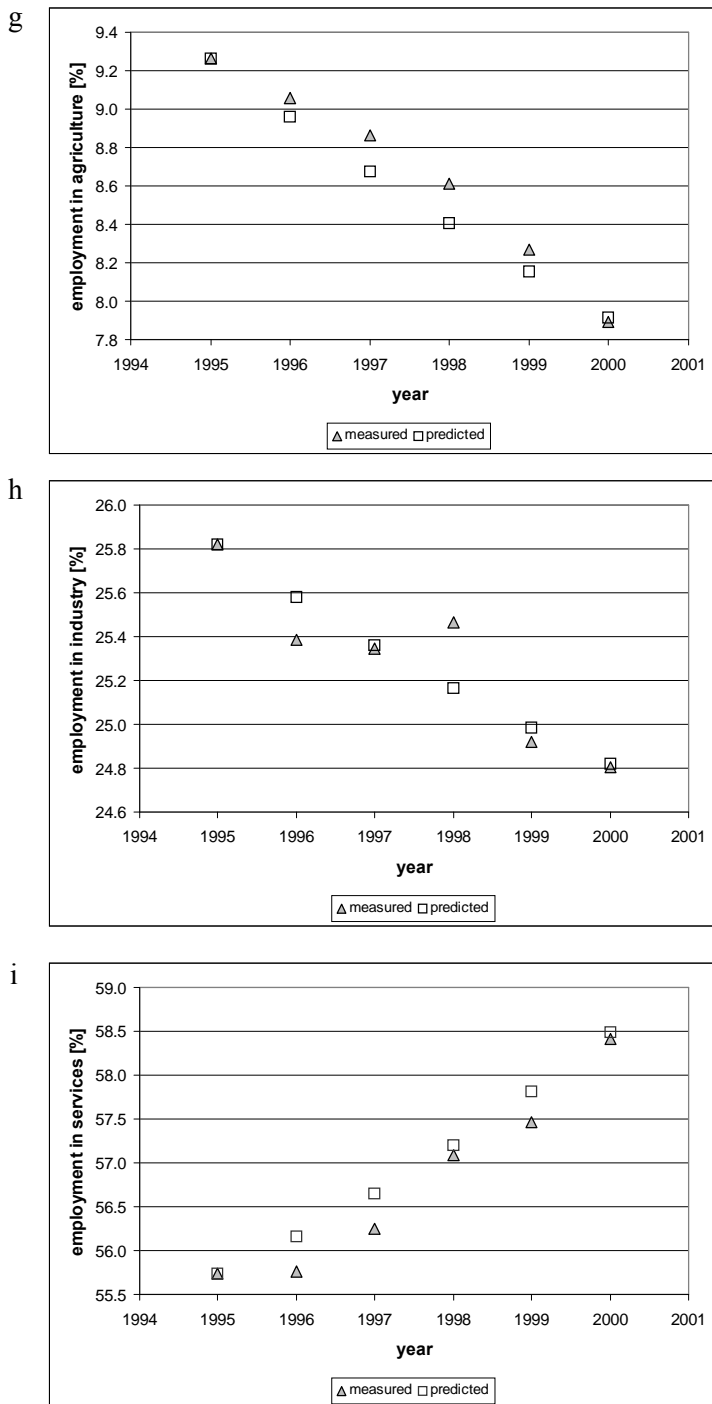 g
employment in agriculture [%]
9.4
9.2
9.0
8.8
8.6
8.4
8.2
8.0
7.8
1994 1995 1996 1997 1998 1999 2000 2001
year
measured predicted
h
employment in industry [%]
26.0
25.8
25.6
25.4
25.2
25.0
24.8
24.6
1994 1995 1996 1997 1998 1999 2000 2001
year
measured predicted
i
employment in services [%]
59.0
58.5
58.0
57.5
57.0
56.5
56.0
55.5
1994 1995 1996 1997 1998 1999 2000 2001
year
measured predicted